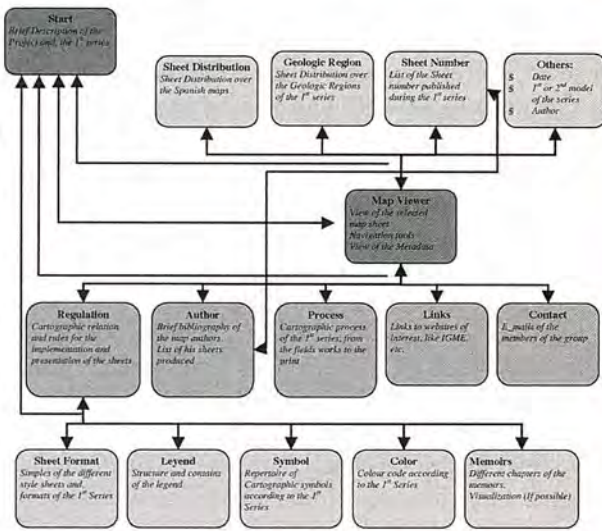 Start
Brief Description of the
Project and, the 1st series
Sheet Distribution
Sheet Distribution over the
Spanish maps
Geologic Region
Sheet Distribution
over the Geologic Regions
of the 1st series
Sheet Number
List of the Sheet
number published
during the 1st series
Others:
§ Date
§ 1st or 2nd model
of the series
§ Author
Map Viewer
View of the selected
map sheet
Navigation tools
View of the Metadata
Regulation
Cartographic relation
and rules for the
implementation and
presentation of the sheets
Author
Brief bibliography of
the map authors.
List of his sheets
produced
Process
Cartographic process
of the 1st series, from
the fields works to the
print
Links
Links to websites of
interest, like IGME,
etc.
Contact
E_mails of the
members of the group
Sheet Format
Simples of the different
style sheets and,
formats of the 1st Series
Leyend
Structure and contains
of the legend
Symbol
Repertoire of
Cartographic symbols
according to the 1st
Series
Color
Colour code according
to the 1st Series
Memoirs
Different chapters of the
memoirs.
Visualization (If possible)